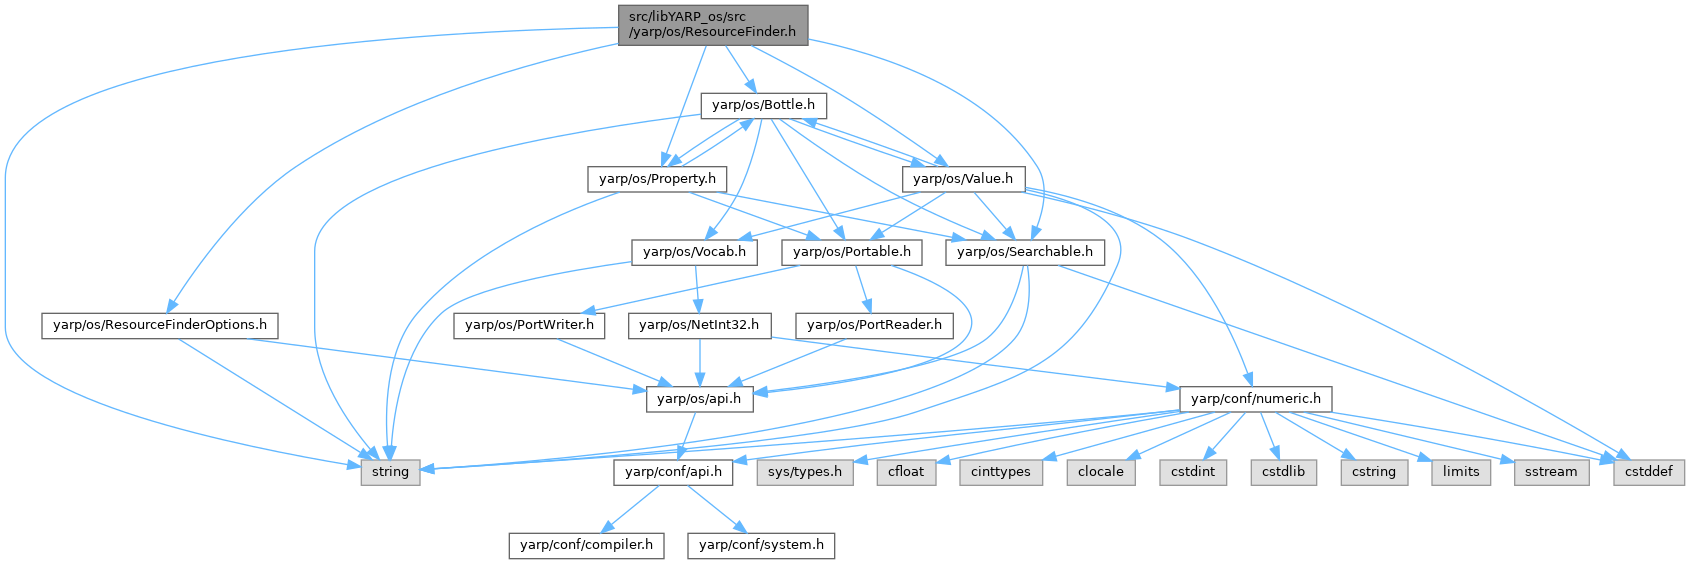 src/libYARP_os/src
/yarp/os/ResourceFinder.h
yarp/os/Bottle.h
yarp/os/Property.h
yarp/os/Value.h
yarp/os/Vocab.h
yarp/os/Portable.h
yarp/os/Searchable.h
yarp/os/ResourceFinderOptions.h
yarp/os/PortWriter.h
yarp/os/NetInt32.h
yarp/os/PortReader.h
yarp/os/api.h
yarp/conf/numeric.h
string
yarp/conf/api.h
sys/types.h
cfloat
cinttypes
clocale
cstdint
cstdlib
cstring
limits
sstream
cstddef
yarp/conf/compiler.h
yarp/conf/system.h